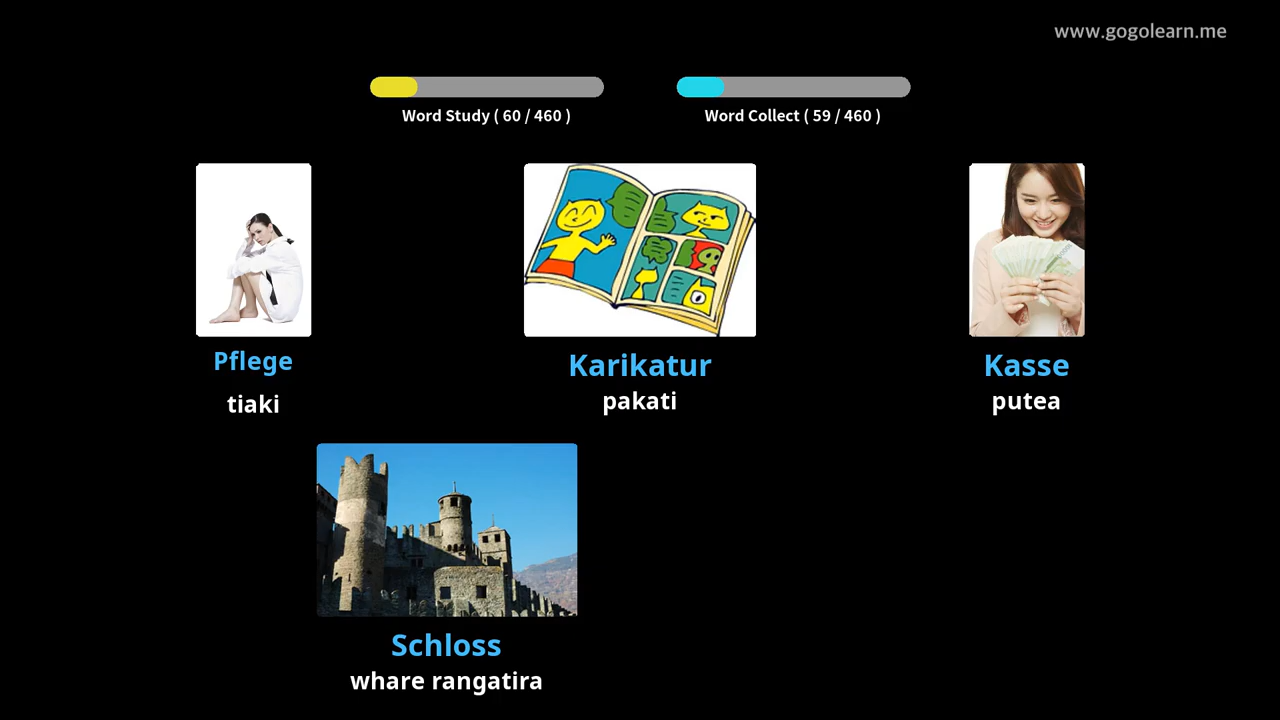 www.gogolearn.me
Word Study ( 60 / 460 )
Word Collect ( 59 / 460 )
Pflege
tiaki
Karikatur
pakati
Kasse
putea
Schloss
whare rangatira